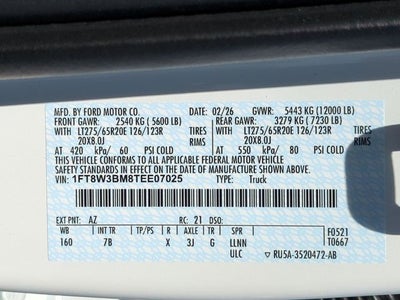 MFD. BY FORD MOTOR CO. 02/26 GVWR: 5443 KG (12000 LB)
FRONT GAWR: 2540 KG ( 5600 LB) REAR GAWR: 3279 KG ( 7230 LB)
WITH LT275/65R20E 126/123R TIRES WITH LT275/65R20E 126/123R TIRES
20X8.0J RIMS 20X8.0J RIMS
AT 420 kPa/ 60 PSI COLD AT 550 kPa/ 80 PSI COLD
THIS VEHICLE CONFORMS TO ALL APPLICABLE FEDERAL MOTOR VEHICLE
SAFETY STANDARDS IN EFFECT ON THE DATE OF MANUFACTURE SHOWN ABOVE.
VIN: 1FT8W3BM8TEE07025 TYPE: Truck
EXT PNT: AZ RC: 21 DSO:
WB TP/PS R AXLE TR SPR F0521
160 7B X 3J G LLNN T0667
ULC RU5A-3520472-AB